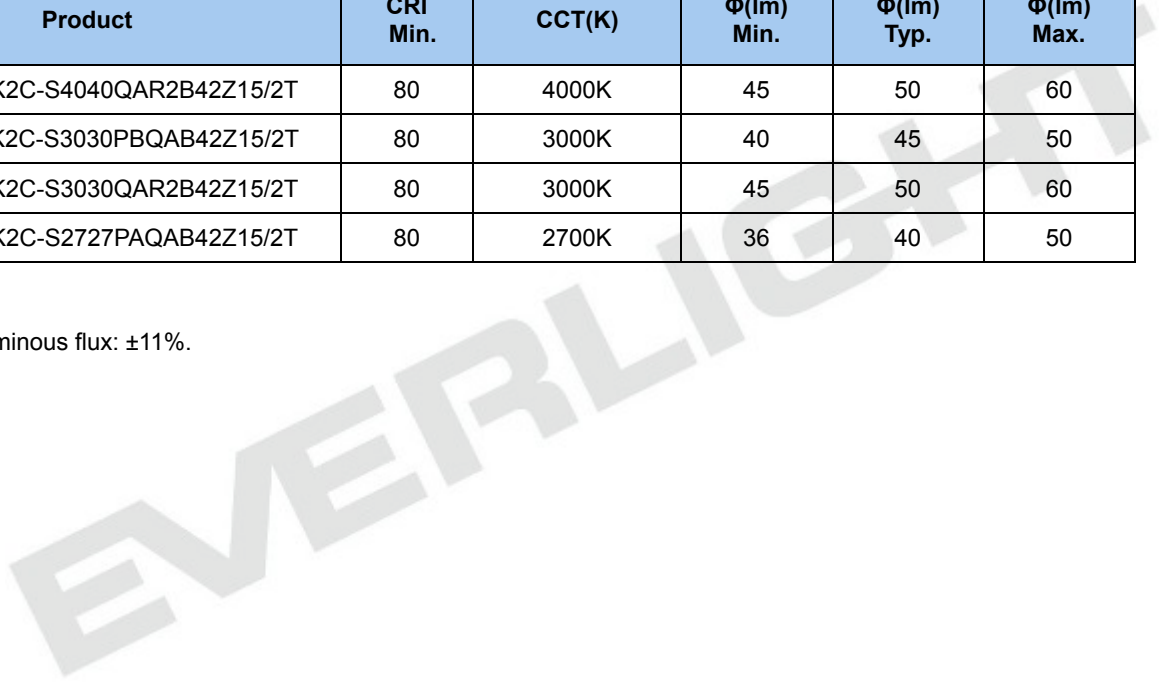 Product CRI CCT(K) Φ(lm) Φ(lm) Φ(lm)
Min. Min. Typ. Max.
K2C-S4040QAR2B42Z15/2T 80 4000K 45 50 60
K2C-S3030PBQAB42Z15/2T 80 3000K 40 45 50
K2C-S3030QAR2B42Z15/2T 80 3000K 45 50 60
K2C-S2727PAQAB42Z15/2T 80 2700K 36 40 50
minous flux: ±11%.
EVERLIGHT